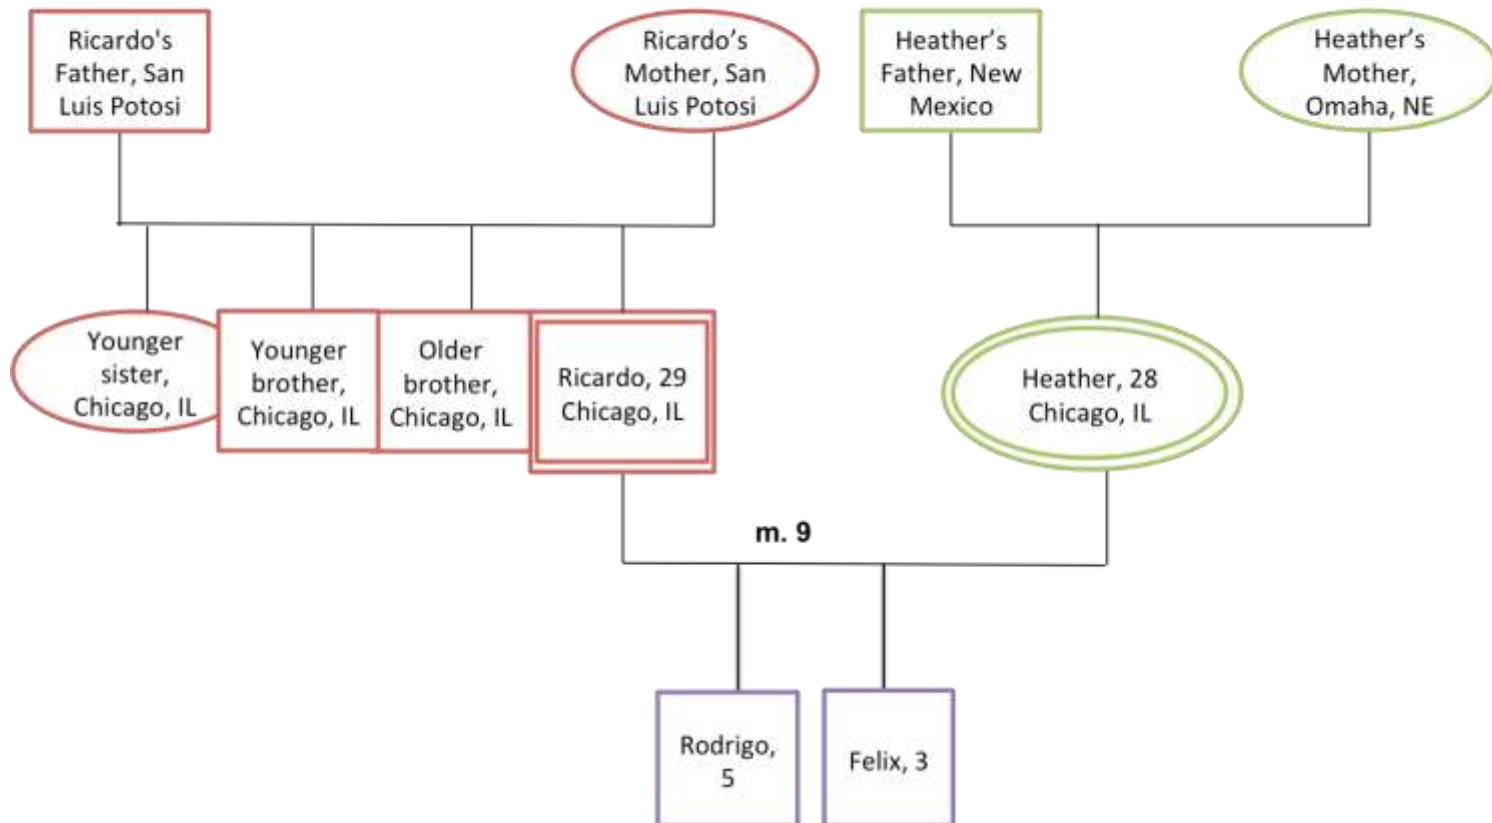 Ricardo's
Father, San
Luis Potosi
Ricardo’s
Mother, San
Luis Potosi
Heather’s
Father, New
Mexico
Heather’s
Mother,
Omaha, NE
Younger
sister,
Chicago, IL
Younger
brother,
Chicago, IL
Older
brother,
Chicago, IL
Ricardo, 29
Chicago, IL
Heather, 28
Chicago, IL
m. 9
Rodrigo,
5
Felix, 3